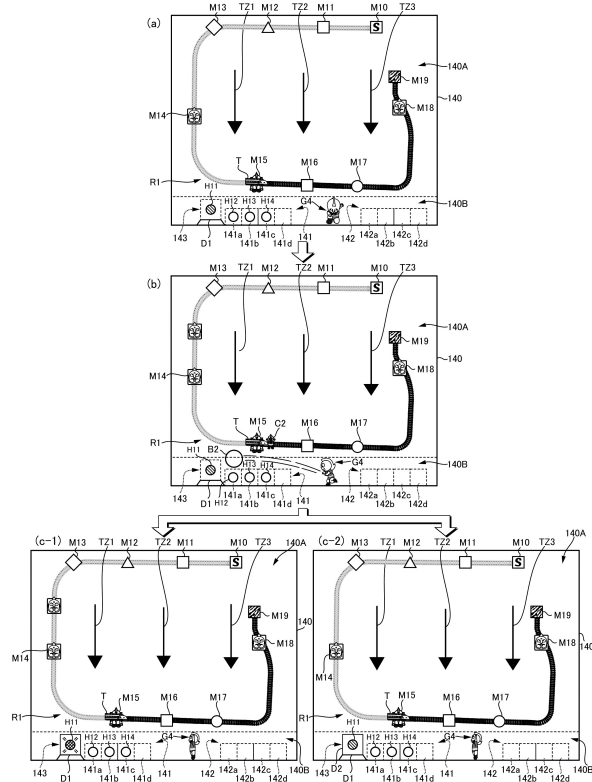 (a)
M13 TZ1 M12 TZ2 M11 M10 TZ3
S
140A
M19
140
M18
M14
T M15 M16 M17
R1
H11
H12 H13 H14 G4
140B
143
D1 141a 141b 141c 141d 141 142 142a 142b 142c 142d
(b)
M13 TZ1 M12 TZ2 M11 M10 TZ3
S
140A
M19
140
M18
M14
T M15 C2 M16 M17
R1
B2
H11
H13 H14 G4
140B
143
D1 H12 141a 141b 141c 141d 141 142 142a 142b 142c 142d
(c-1)
M13 TZ1 M12 TZ2 M11 M10 TZ3
140A
S
M19
140
M18
M14
T M15 M16 M17
R1
H11
H12 H13 H14 G4
143
D1 141a 141b 141c 141d 141 142 142a 142b 142c 142d 140B
(c-2)
M13 TZ1 M12 TZ2 M11 M10 TZ3
140A
S
M19
140
M18
M14
T M15 M16 M17
R1
H11
H12 H13 H14 G4
143
D2 D1 141a 141b 141c 141d 141 142 142a 142b 142c 142d 140B